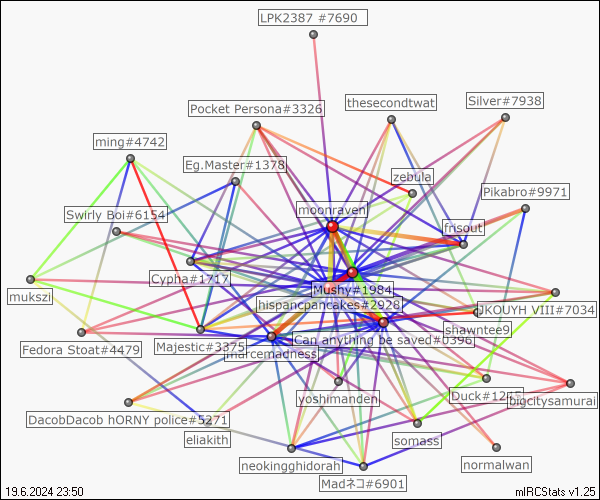 LPK2387 #7690
Pocket Persona#3326
thesecondtwat
Silver#7938
ming#4742
Eg.Master#1378
zebula
Pikabro#9971
moonraven
Swirly Boi#6154
frisout
Cypha#1717
Mushy#1984
mukszi
hispancpancakes#2926
JKOUYH VIII#7034
shawntee9
Can anything be saved#0396
Fedora Stoat#4479
Majestic#3375
marcemadness
yoshimanden
Duck#1245
bigcitysamurai
DacobDacob hORNY police#5271
eliakith
somass
neokingghidorah
normalwan
Madネコ#6901
19.6.2024 23:50
mIRCStats v1.25